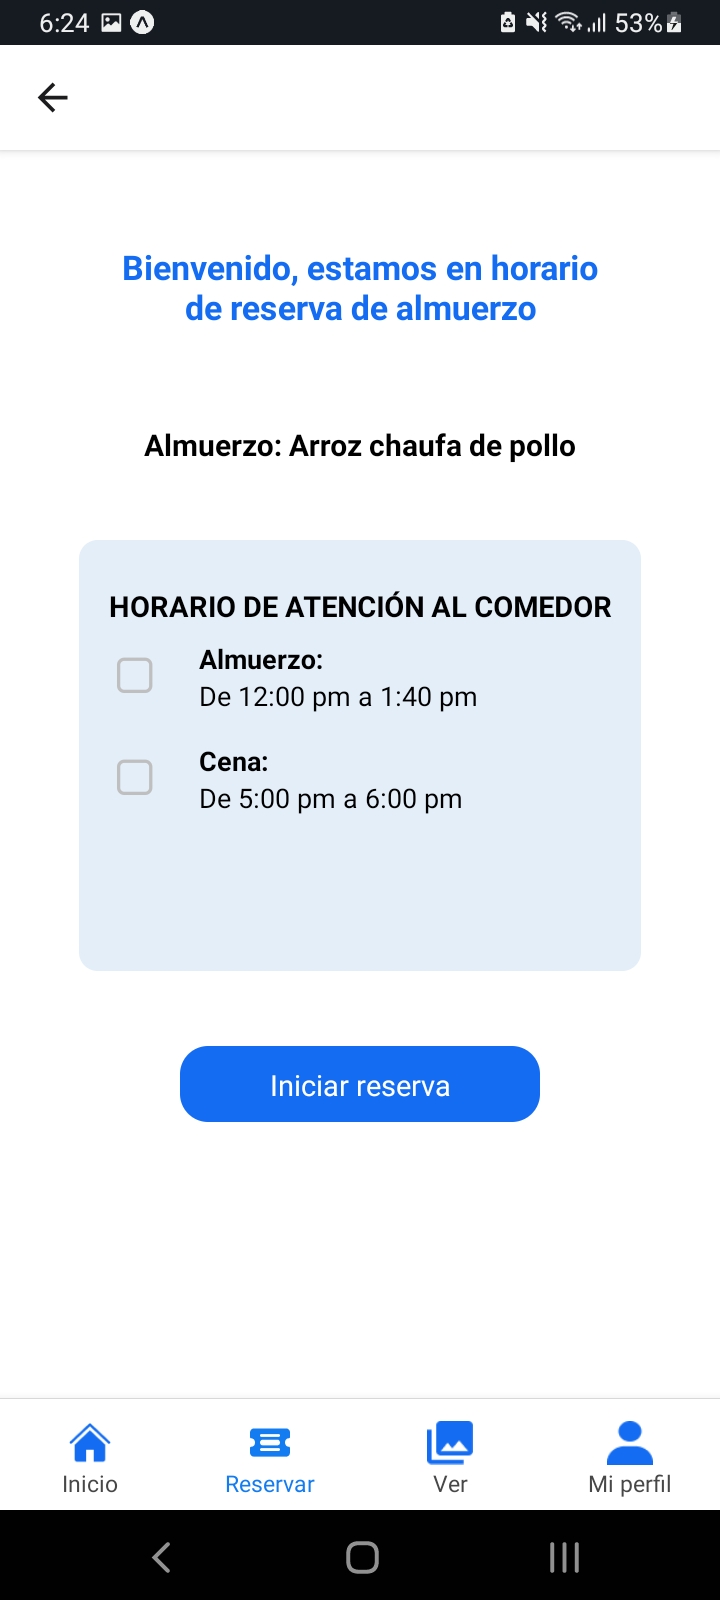 6:24 53%
Bienvenido, estamos en horario
de reserva de almuerzo
Almuerzo: Arroz chaufa de pollo
HORARIO DE ATENCIÓN AL COMEDOR
Almuerzo:
De 12:00 pm a 1:40 pm
Cena:
De 5:00 pm a 6:00 pm
Iniciar reserva
Inicio Reservar Ver Mi perfil